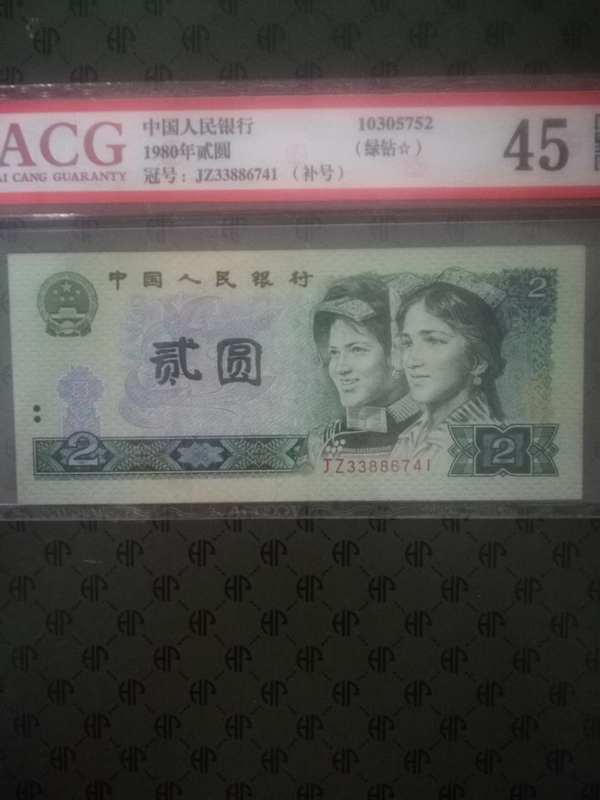 ACG
AI CANG GUARANTY
中国人民银行
1980年贰圆
冠号: JZ33886741 (补号)
10305752
(绿钻☆)
45
中国人民银行
贰圆
2
2
JZ33886741
2